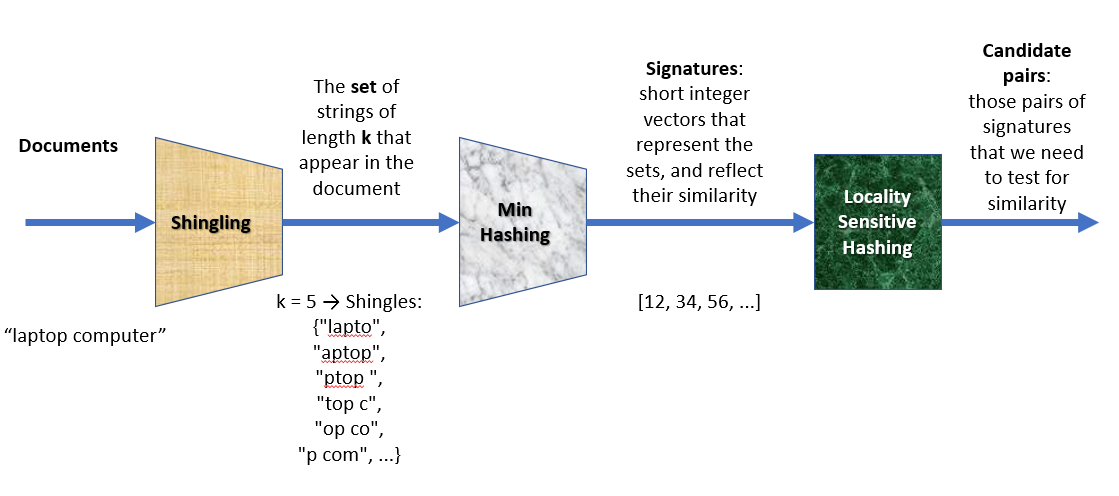 Documents
“laptop computer”
Shingling
The set of
strings of
length k that
appear in the
document
k = 5 → Shingles:
{"lapto",
"aptop",
"ptop ",
"top c",
"op co",
"p com", ...}
Min
Hashing
Signatures:
short integer
vectors that
represent the
sets, and reflect
their similarity
[12, 34, 56, ...]
Locality
Sensitive
Hashing
Candidate
pairs:
those pairs of
signatures
that we need
to test for
similarity